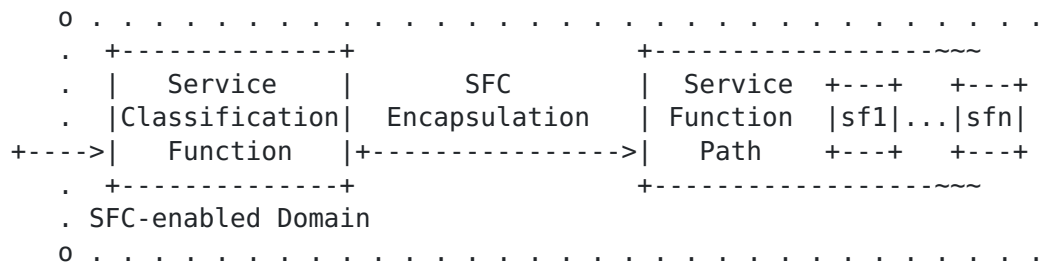 o . . . . . . . . . . . . . . . . . . . . . . . . . . . . . . .
.  +--------------+                  +------------------~~~
.  |   Service    |       SFC        |  Service  +---+   +---+
.  |Classification|  Encapsulation   | Function  |sf1|...|sfn|
+---->|   Function   |+---------------->|   Path    +---+   +---+
.  +--------------+                  +------------------~~~
. SFC-enabled Domain
o . . . . . . . . . . . . . . . . . . . . . . . . . . . . . . .